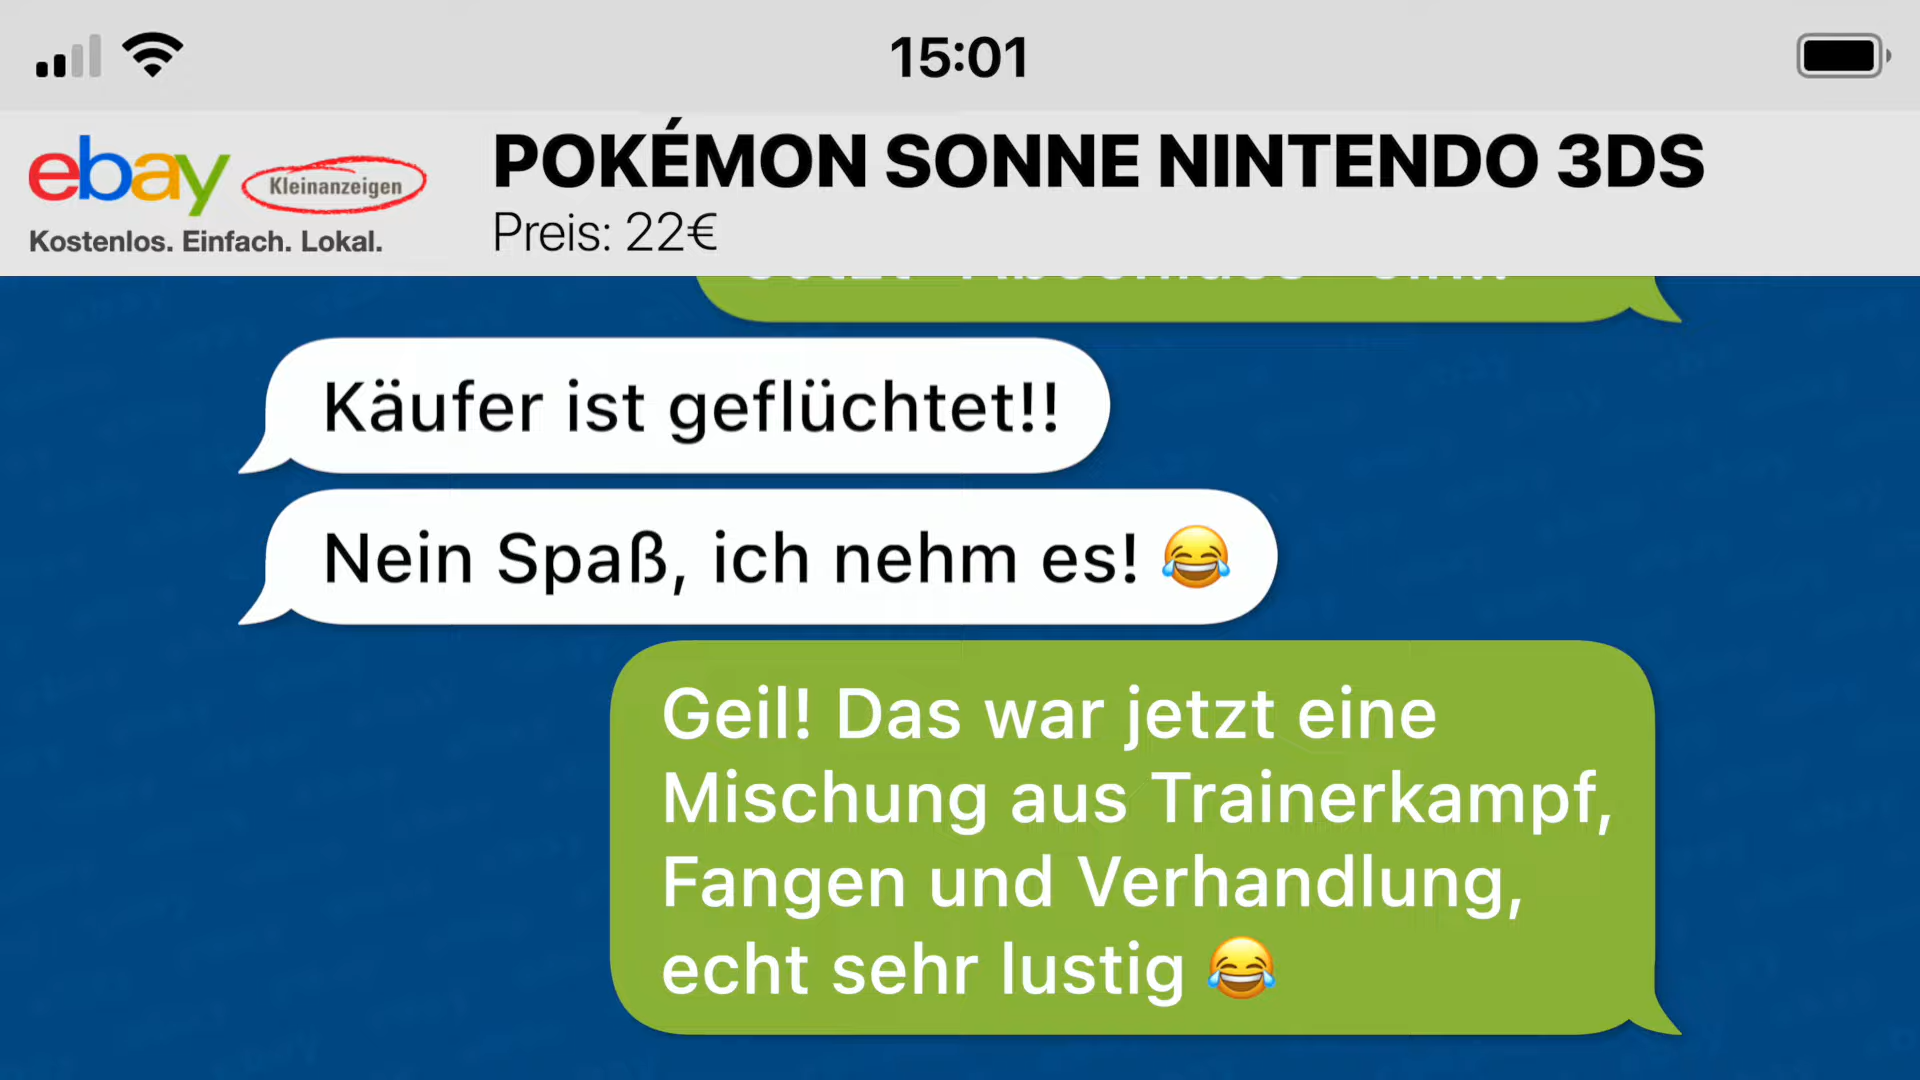 15:01
ebay Kleinanzeigen
Kostenlos. Einfach. Lokal.
POKÉMON SONNE NINTENDO 3DS
Preis: 22€
Käufer ist geflüchtet!!
Nein Spaß, ich nehm es! 😂
Geil! Das war jetzt eine
Mischung aus Trainerkampf,
Fangen und Verhandlung,
echt sehr lustig 😂